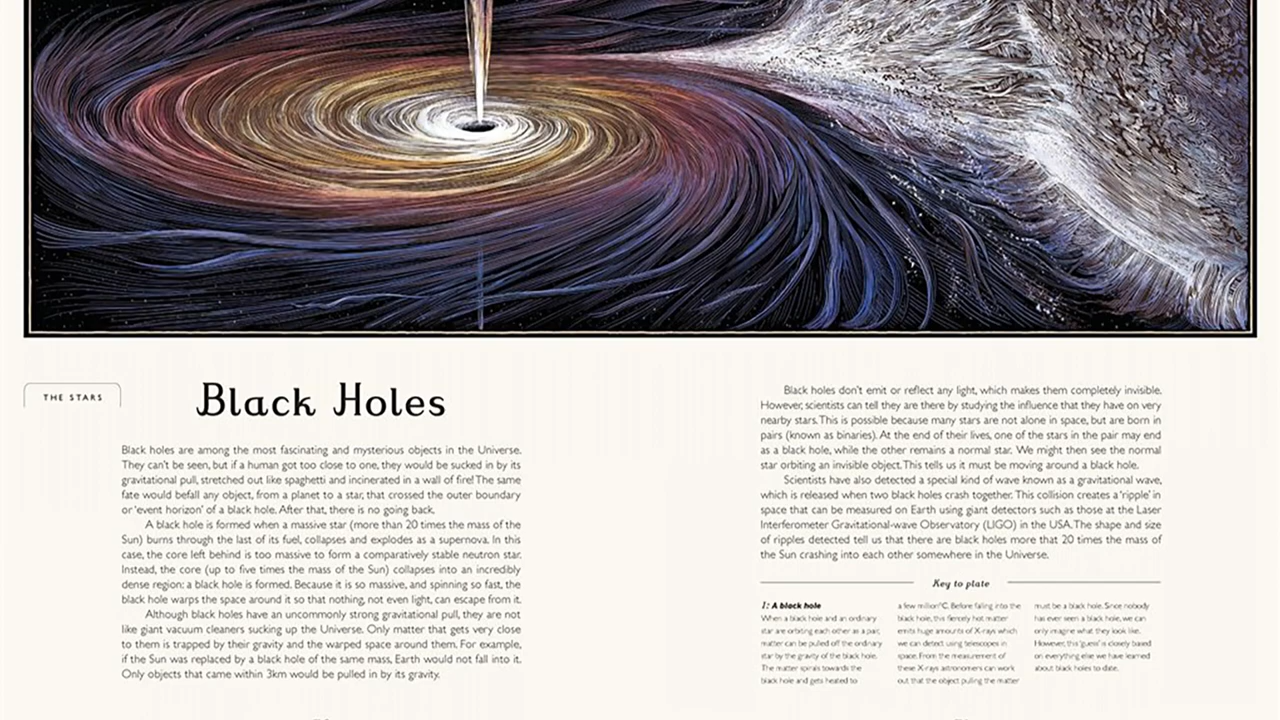 THE STARS
Black Holes
Black holes are among the most fascinating and mysterious objects in the Universe.
They can't be seen, but if a human got too close to one, they would be sucked in by its
gravitational pull, stretched out like spaghetti and incinerated in a wall of fire! The same
fate would befall any object, from a planet to a star, that crossed the outer boundary
or 'event horizon' of a black hole. After that, there is no going back.
A black hole is formed when a massive star (more than 20 times the mass of the
Sun) burns through the last of its fuel, collapses and explodes as a supernova. In this
case, the core left behind is too massive to form a comparatively stable neutron star.
Instead, the core (up to five times the mass of the Sun) collapses into an incredibly
dense region: a black hole is formed. Because it is so massive, and spinning so fast, the
black hole warps the space around it so that nothing, not even light, can escape from it.
Although black holes have an uncommonly strong gravitational pull, they are not
like giant vacuum cleaners sucking up the Universe. Only matter that gets very close
to them is trapped by their gravity and the warped space around them. For example,
if the Sun was replaced by a black hole of the same mass, Earth would not fall into it.
Only objects that came within 3km would be pulled in by its gravity.
Black holes don't emit or reflect any light, which makes them completely invisible.
However, scientists can tell they are there by studying the influence that they have on very
nearby stars. This is possible because many stars are not alone in space, but are born in
pairs (known as binaries). At the end of their lives, one of the stars in the pair may end
as a black hole, while the other remains a normal star. We might then see the normal
star orbiting an invisible object. This tells us it must be moving around a black hole.
Scientists have also detected a special kind of wave known as a gravitational wave,
which is released when two black holes crash together. This collision creates a 'ripple' in
space that can be measured on Earth using giant detectors such as those at the Laser
Interferometer Gravitational-wave Observatory (LIGO) in the USA. The shape and size
of ripples detected tell us that there are black holes more that 20 times the mass of
the Sun crashing into each other somewhere in the Universe.
Key to plate
1: A black hole
When a black hole and an ordinary
star are orbiting each other as a pair,
matter can be pulled off the ordinary
star by the gravity of the black hole.
The matter spirals towards the
black hole and gets heated to
a few million°C. Before falling into the
black hole, this fiercely hot matter
emits huge amounts of X-rays which
we can detect using telescopes in
space. From the measurement of
these X-rays astronomers can work
out that the object puling the matter
must be a black hole. Since nobody
has ever seen a black hole, we can
only imagine what they look like.
However, this 'guess' is closely based
on everything else we have learned
about black holes to date.